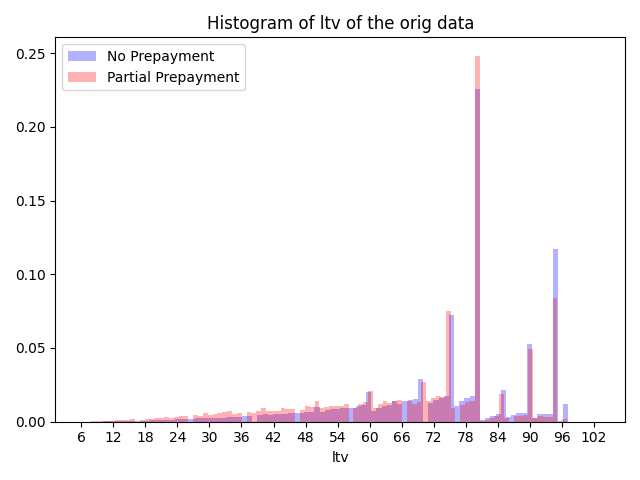 Histogram of ltv of the orig data
No Prepayment
Partial Prepayment
0.25
0.20
0.15
0.10
0.05
0.00
6 12 18 24 30 36 42 48 54 60 66 72 78 84 90 96 102
ltv